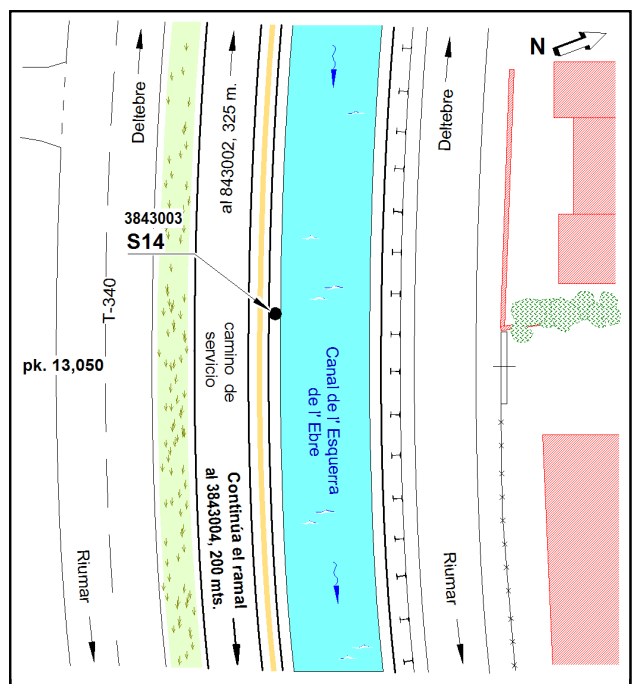 N
Deltebre
al 843002, 325 m.
Deltebre
3843003
S14
T-340
pk. 13,050
camino de
servicio
Canal de l' Esquerra
de l' Ebre
Continúa el ramal
al 3843004, 200 mts.
Riumar
Riumar